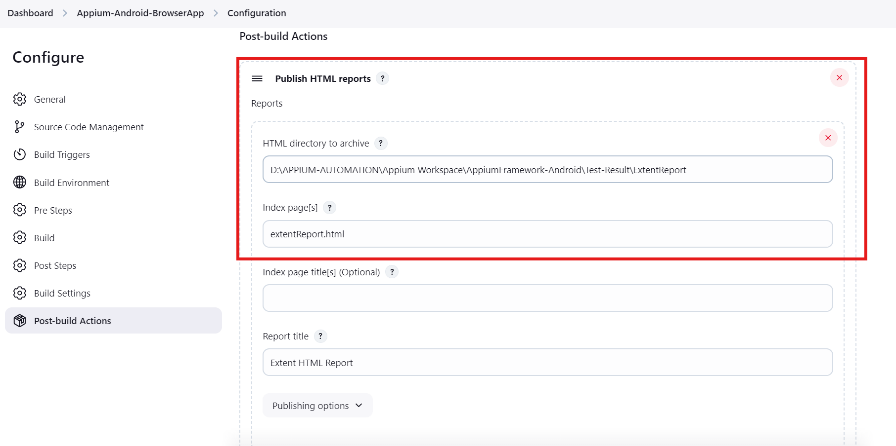 Dashboard > Appium-Android-BrowserApp > Configuration
Configure
General
Source Code Management
Build Triggers
Build Environment
Pre Steps
Build
Post Steps
Build Settings
Post-build Actions
Post-build Actions
Publish HTML reports ?
Reports
HTML directory to archive ?
D:\APPIUM-AUTOMATION\Appium Workspace\AppiumFramework-Android\Test-Result\ExtentReport
Index page[s] ?
extentReport.html
Index page title[s] (Optional) ?
Report title ?
Extent HTML Report
Publishing options